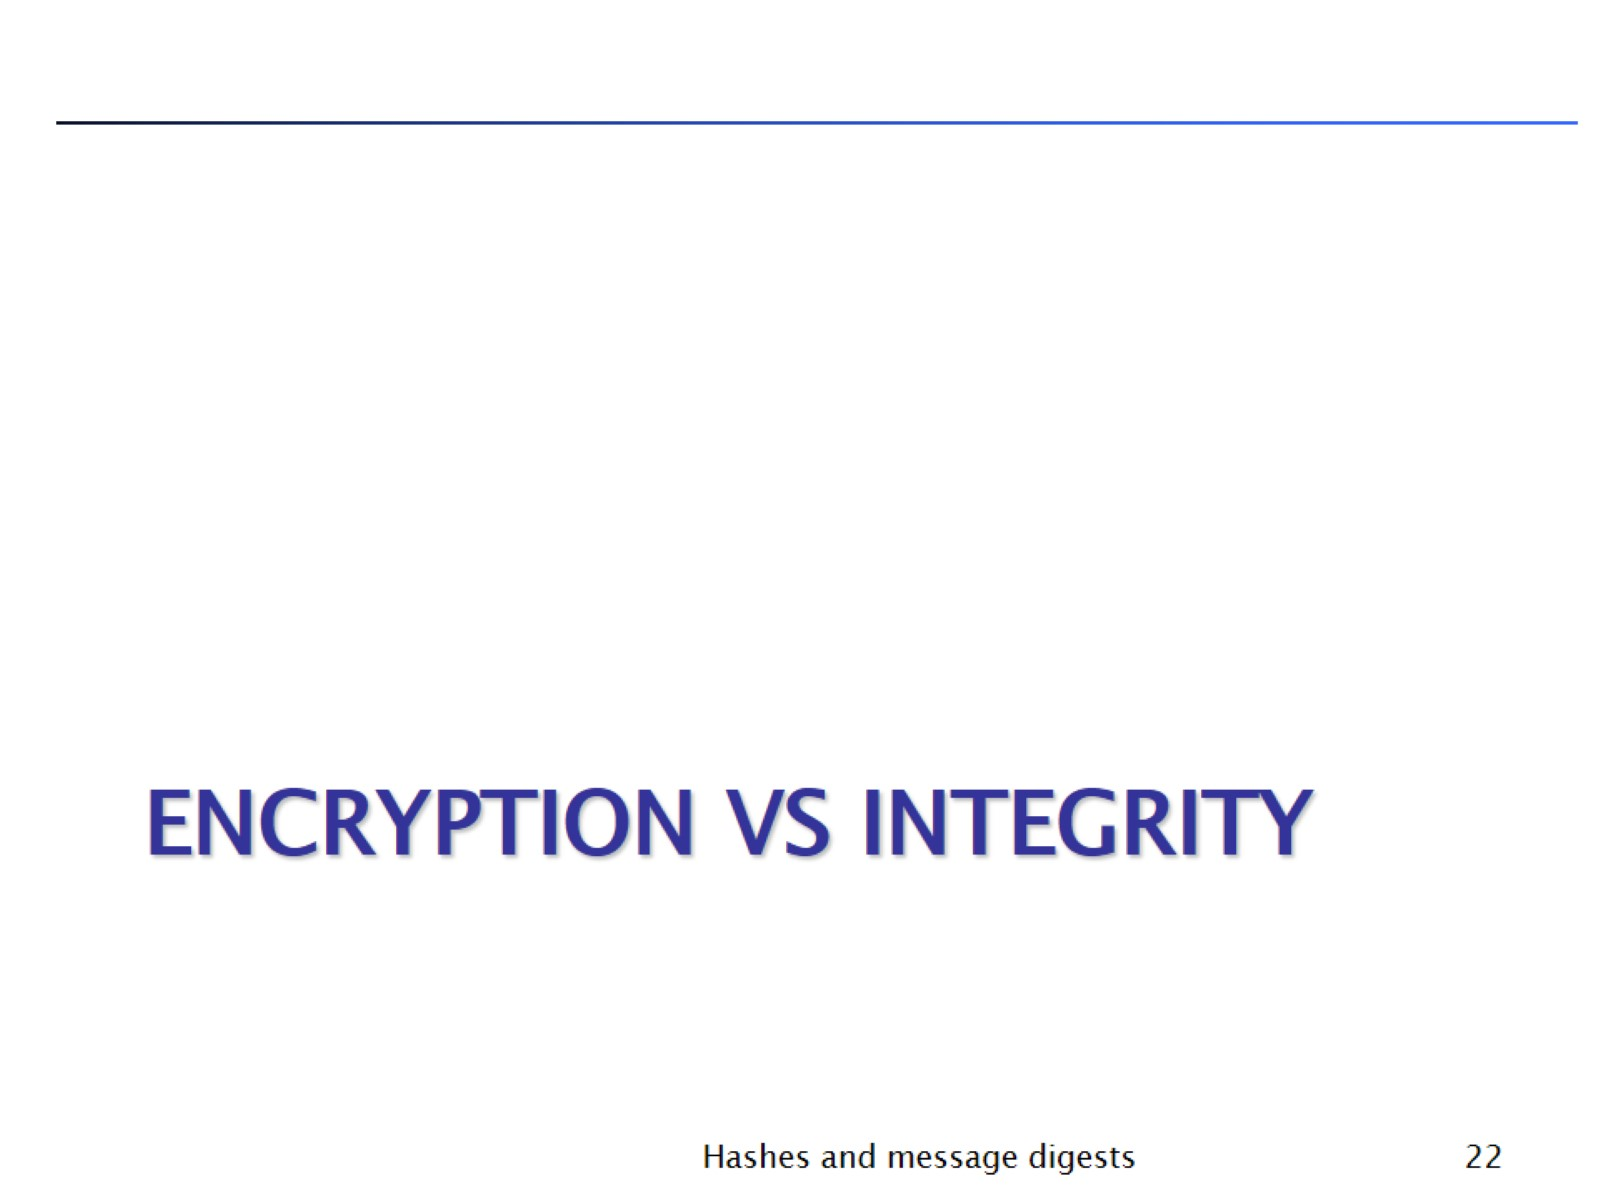 ENCRYPTION VS INTEGRITY
Hashes and message digests
22